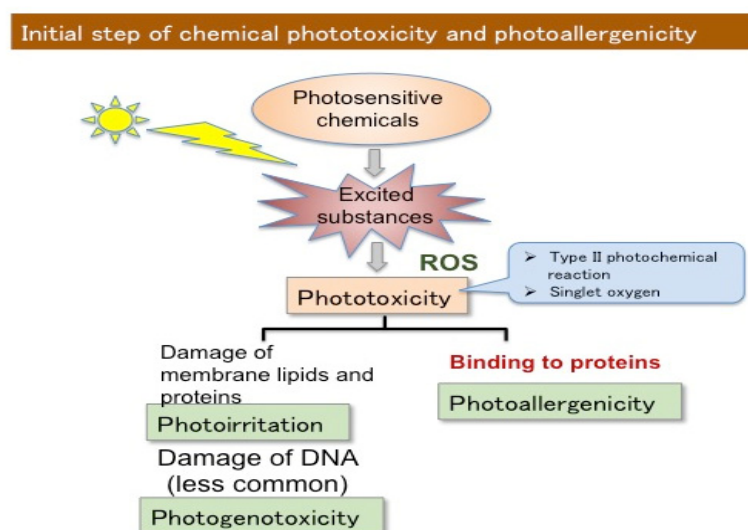 Initial step of chemical phototoxicity and photoallergenicity
Photosensitive
chemicals
Excited
substances
ROS
➢ Type II photochemical
reaction
➢ Singlet oxygen
Phototoxicity
Damage of
membrane lipids and
proteins
Photoirritation
Damage of DNA
(less common)
Photogenotoxicity
Binding to proteins
Photoallergenicity